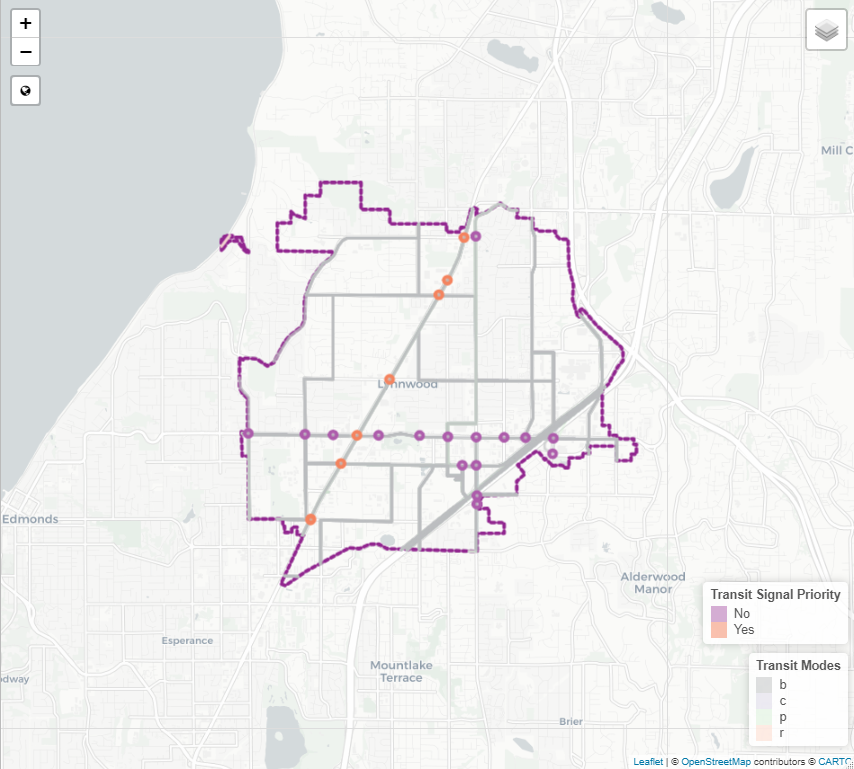 +
−
Mill C
Lynnwood
Edmonds
Alderwood
Manor
Transit Signal Priority
No
Yes
Esperance
Transit Modes
b
c
p
r
Mountlake
Terrace
dway
Brier
Leaflet | © OpenStreetMap contributors © CARTO